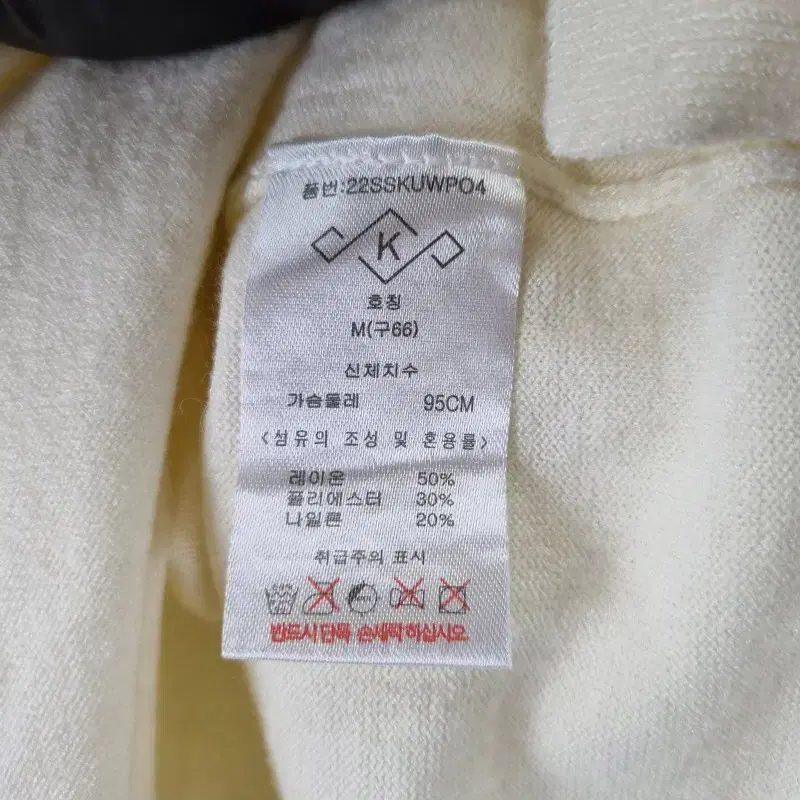 품번:22SSKUWP04
K
호칭
M(구66)
신체치수
가슴둘레 95CM
<섬유의 조성 및 혼용률>
레이온 50%
폴리에스터 30%
나일론 20%
취급주의 표시
반드시 단독 손세탁 하십시오